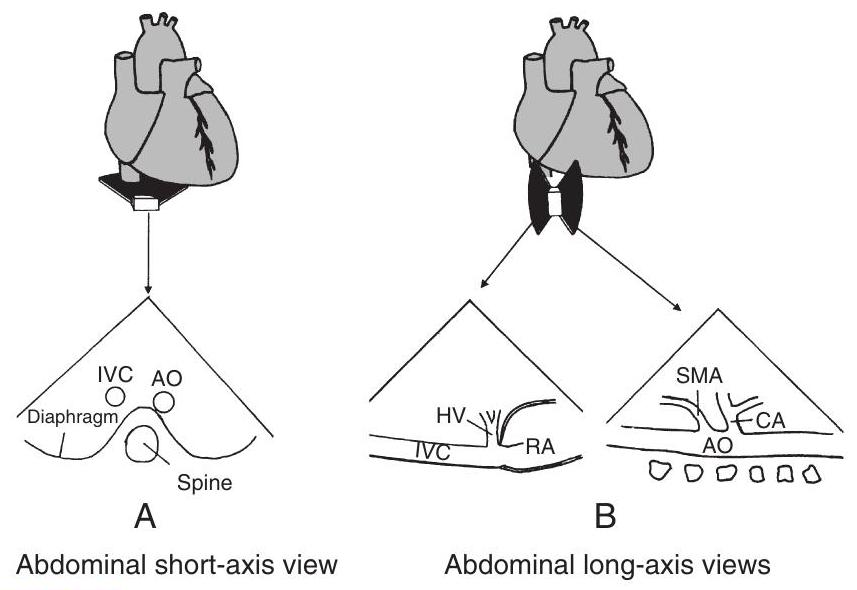 IVC AO
Diaphragm
Spine
A
Abdominal short-axis view
HV
IVC
RA
SMA
CA
AO
B
Abdominal long-axis views